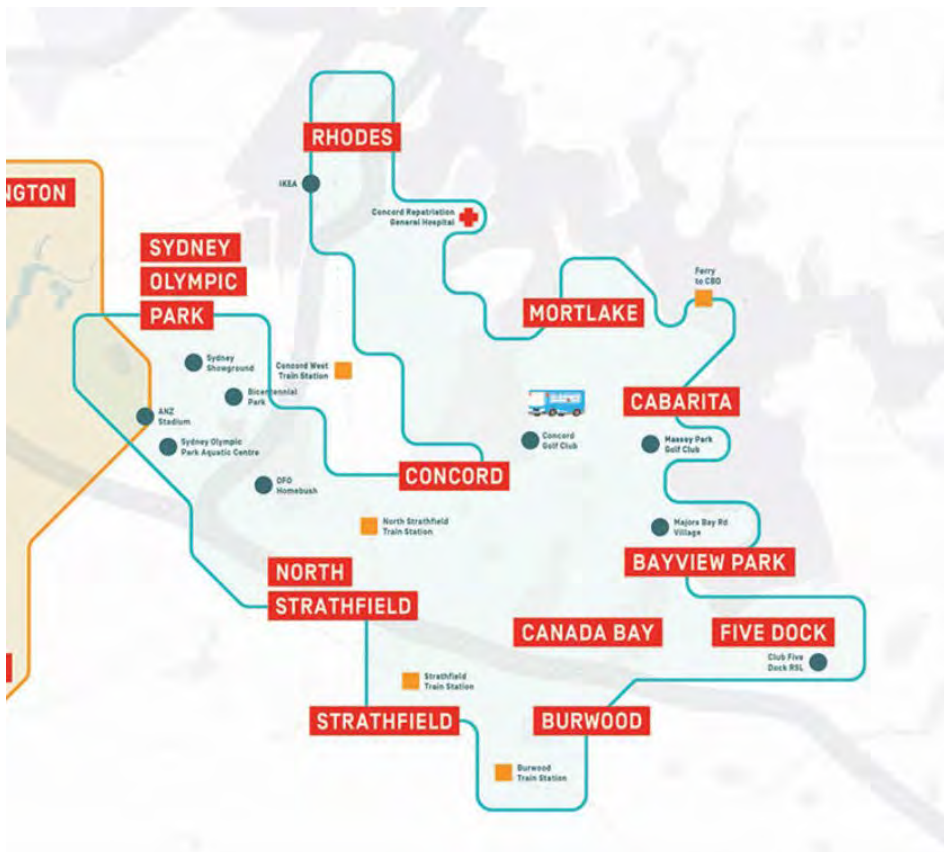 RHODES
IKEA
NGTON
Concord Repatriation
General Hospital
SYDNEY
OLYMPIC
PARK
Ferry
to CBD
MORTLAKE
Sydney
Showground
Concord West
Train Station
Bicentennial
Park
CABARITA
ANZ
Stadium
Sydney Olympic
Park Aquatic Centre
Concord
Golf Club
Massey Park
Golf Club
CONCORD
DFO
Homebush
North Strathfield
Train Station
Majors Bay Rd
Village
BAYVIEW PARK
NORTH
STRATHFIELD
CANADA BAY
FIVE DOCK
Club Five
Dock RSL
Strathfield
Train Station
STRATHFIELD
BURWOOD
Burwood
Train Station